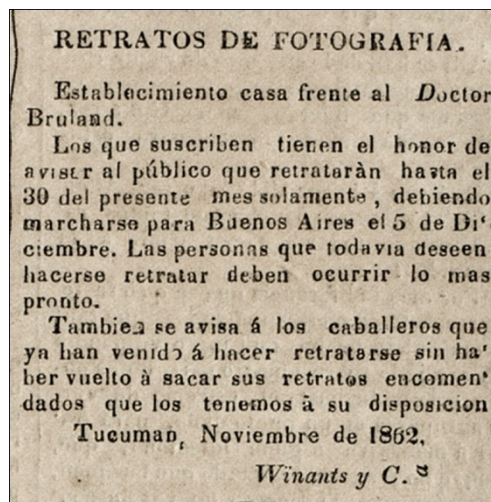 RETRATOS DE FOTOGRAFIA.
Establecimiento casa frente al Doctor
Bruland.
Los que suscriben tienen el honor de
avisar al público que retrataràn hasta el
30 del presente mes solamente, debiendo
marcharse para Buenos Aires el 5 de Di-
ciembre. Las personas que todavia deseen
hacerse retratar deben ocurrir lo mas
pronto.
Tambien se avisa á los caballeros que
ya han venido á hacer retratarse sin ha-
ber vuelto à sacar sus retratos encomen-
dados que los tenemos à su disposicion
Tucuman, Noviembre de 1862.
Winants y C.ª